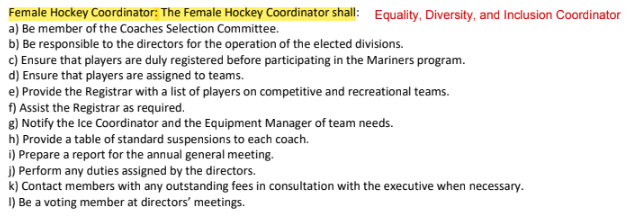 Female Hockey Coordinator: The Female Hockey Coordinator shall: Equality, Diversity, and Inclusion Coordinator
a) Be member of the Coaches Selection Committee.
b) Be responsible to the directors for the operation of the elected divisions.
c) Ensure that players are duly registered before participating in the Mariners program.
d) Ensure that players are assigned to teams.
e) Provide the Registrar with a list of players on competitive and recreational teams.
f) Assist the Registrar as required.
g) Notify the Ice Coordinator and the Equipment Manager of team needs.
h) Provide a table of standard suspensions to each coach.
i) Prepare a report for the annual general meeting.
j) Perform any duties assigned by the directors.
k) Contact members with any outstanding fees in consultation with the executive when necessary.
l) Be a voting member at directors’ meetings.